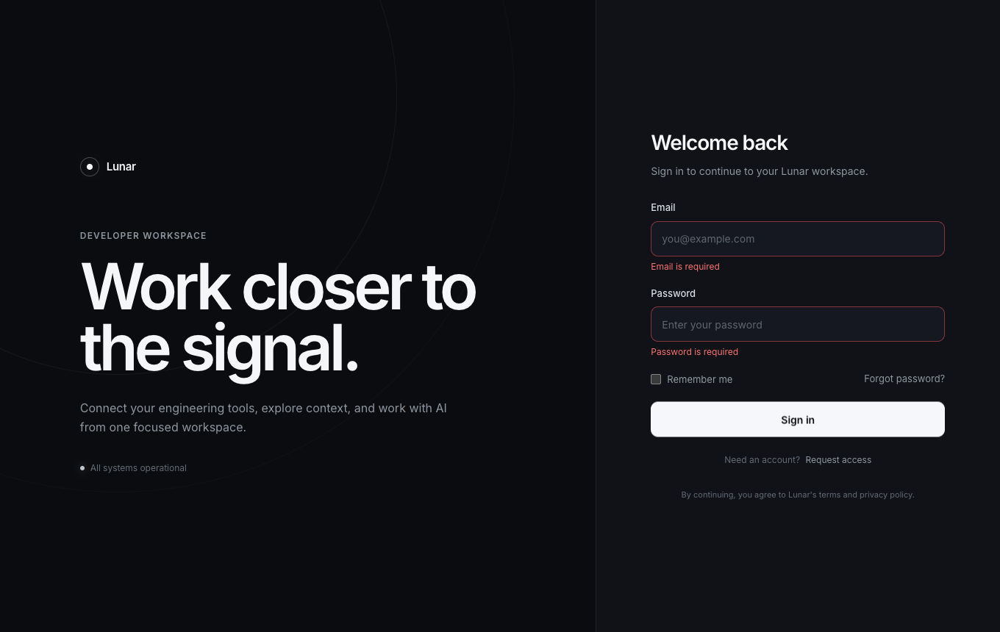 Lunar
DEVELOPER WORKSPACE
Work closer to
the signal.
Connect your engineering tools, explore context, and work with AI
from one focused workspace.
All systems operational
Welcome back
Sign in to continue to your Lunar workspace.
Email
you@example.com
Email is required
Password
Enter your password
Password is required
Remember me
Forgot password?
Sign in
Need an account? Request access
By continuing, you agree to Lunar's terms and privacy policy.